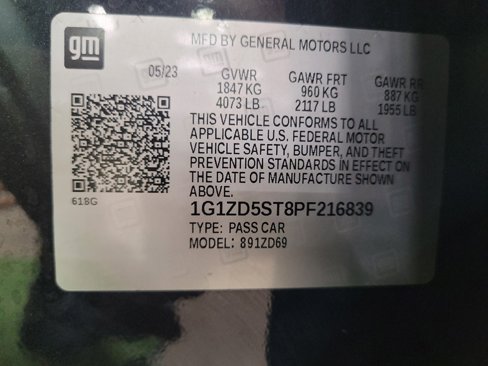 gm
MFD BY GENERAL MOTORS LLC
05/23 GVWR GAWR FRT GAWR RR
1847 KG 960 KG 887 KG
4073 LB 2117 LB 1955 LB
THIS VEHICLE CONFORMS TO ALL
APPLICABLE U.S. FEDERAL MOTOR
VEHICLE SAFETY, BUMPER, AND THEFT
PREVENTION STANDARDS IN EFFECT ON
THE DATE OF MANUFACTURE SHOWN
ABOVE.
618G
1G1ZD5ST8PF216839
TYPE: PASS CAR
MODEL: 891ZD69